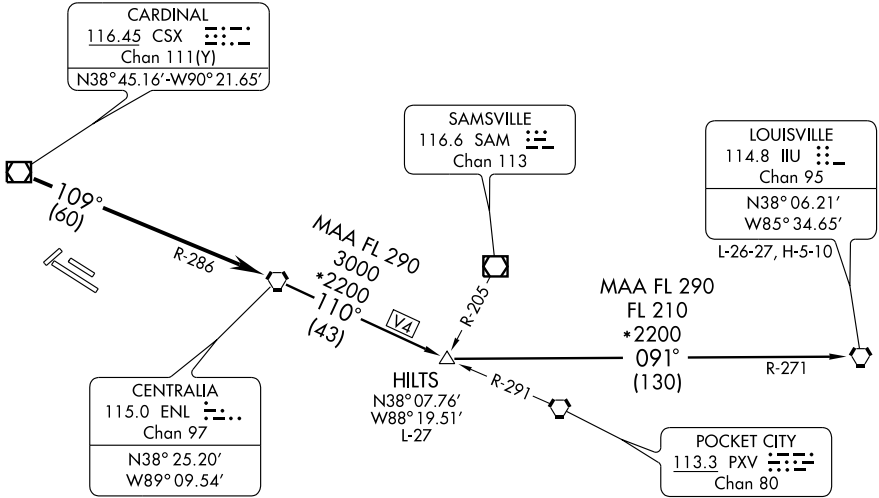 CARDINAL
116.45 CSX
Chan 111(Y)
N38° 45.16’-W90° 21.65’
SAMSVILLE
116.6 SAM
Chan 113
LOUISVILLE
114.8 IIU
Chan 95
N38° 06.21’
W85° 34.65’
L-26-27, H-5-10
109°
(60)
R-286
MAA FL 290
3000
*2200
110°
(43)
V4
R-205
MAA FL 290
FL 210
*2200
091°
(130)
R-271
HILTS
N38° 07.76’
W88° 19.51’
L-27
R-291
CENTRALIA
115.0 ENL
Chan 97
N38° 25.20’
W89° 09.54’
POCKET CITY
113.3 PXV
Chan 80